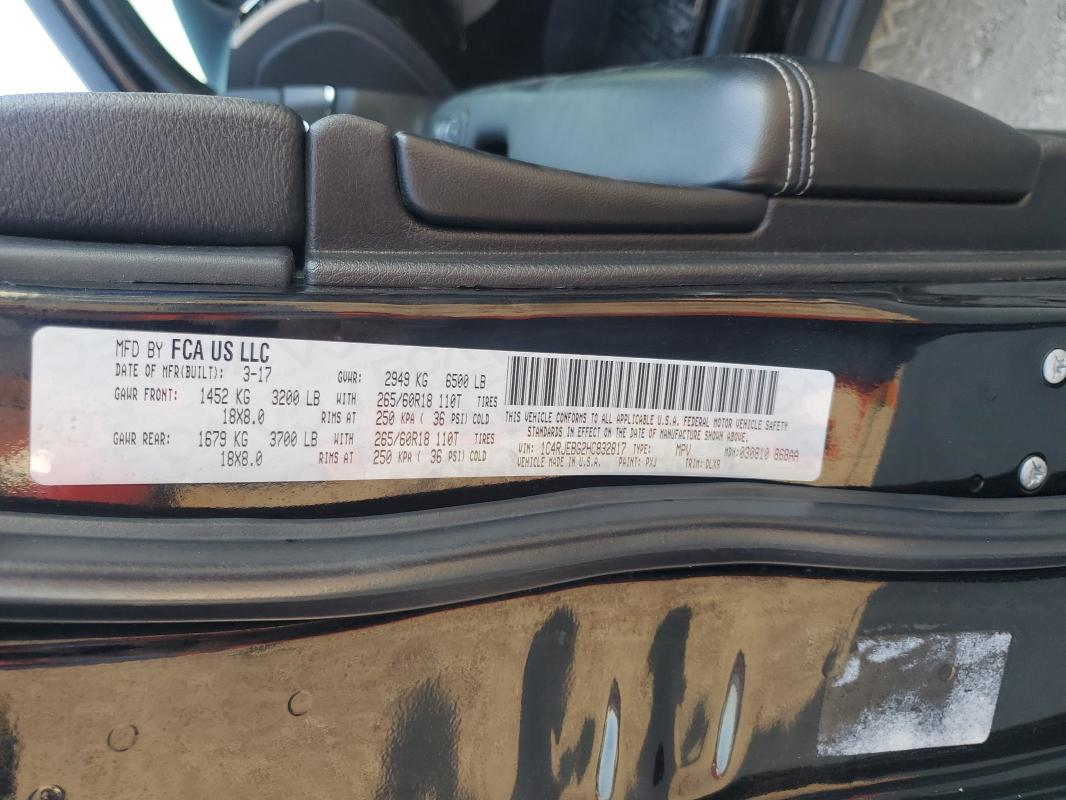 MFD BY FCA US LLC
DATE OF MFR(BUILT): 3-17 GVWR: 2949 KG 6500 LB
GAWR FRONT: 1452 KG 3200 LB WITH 265/60R18 110T TIRES
18X8.0 RIMS AT 250 KPA ( 36 PSI) COLD
GAWR REAR: 1679 KG 3700 LB WITH 265/60R18 110T TIRES
18X8.0 RIMS AT 250 KPA ( 36 PSI) COLD
THIS VEHICLE CONFORMS TO ALL APPLICABLE U.S.A. FEDERAL MOTOR VEHICLE SAFETY
STANDARDS IN EFFECT ON THE DATE OF MANUFACTURE SHOWN ABOVE.
VIN: 1C4RJEBG2HC832817 TYPE: MPV MDH: 030810 868AA
VEHICLE MADE IN U.S.A. PAINT: PXJ TRIM: DLX9